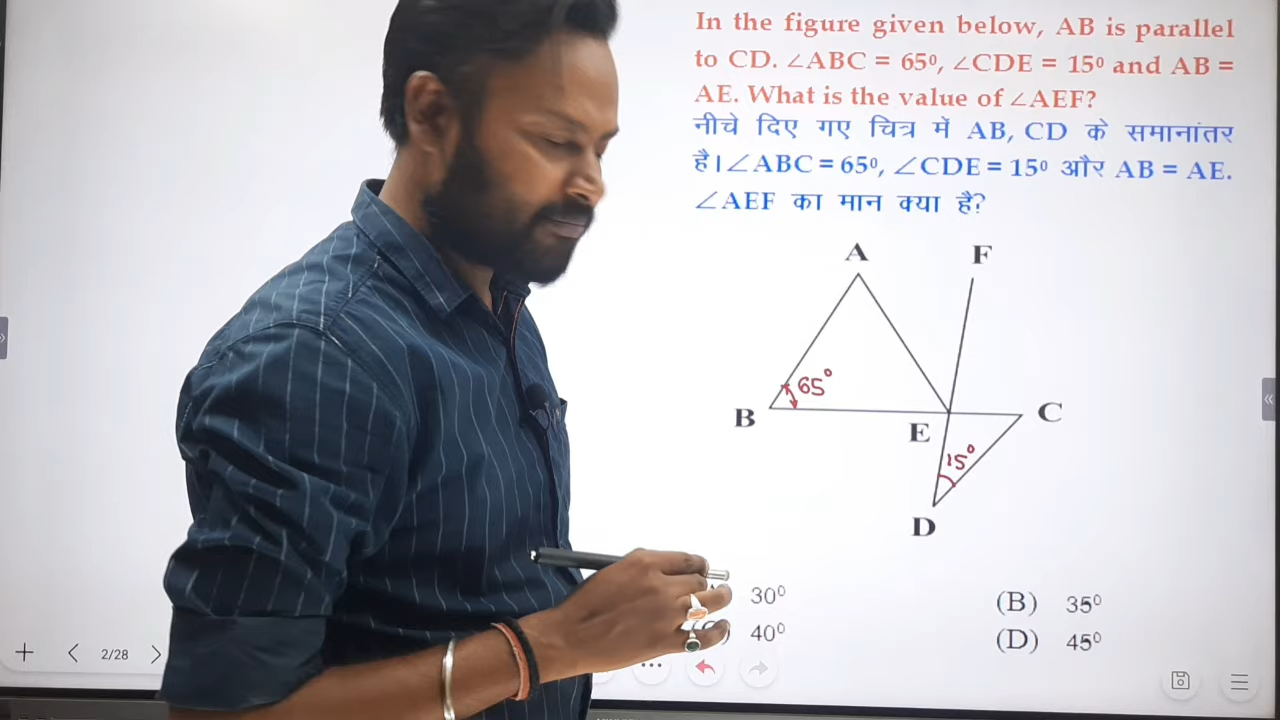 In the figure given below, AB is parallel
to CD. ∠ABC = 65⁰, ∠CDE = 15⁰ and AB =
AE. What is the value of ∠AEF?
नीचे दिए गए चित्र में AB, CD के समानांतर
है।∠ABC = 65⁰, ∠CDE = 15⁰ और AB = AE.
∠AEF का मान क्या है?
A
F
65°
B
E
C
15°
D
30⁰
(B) 35⁰
40⁰
(D) 45⁰
2/28